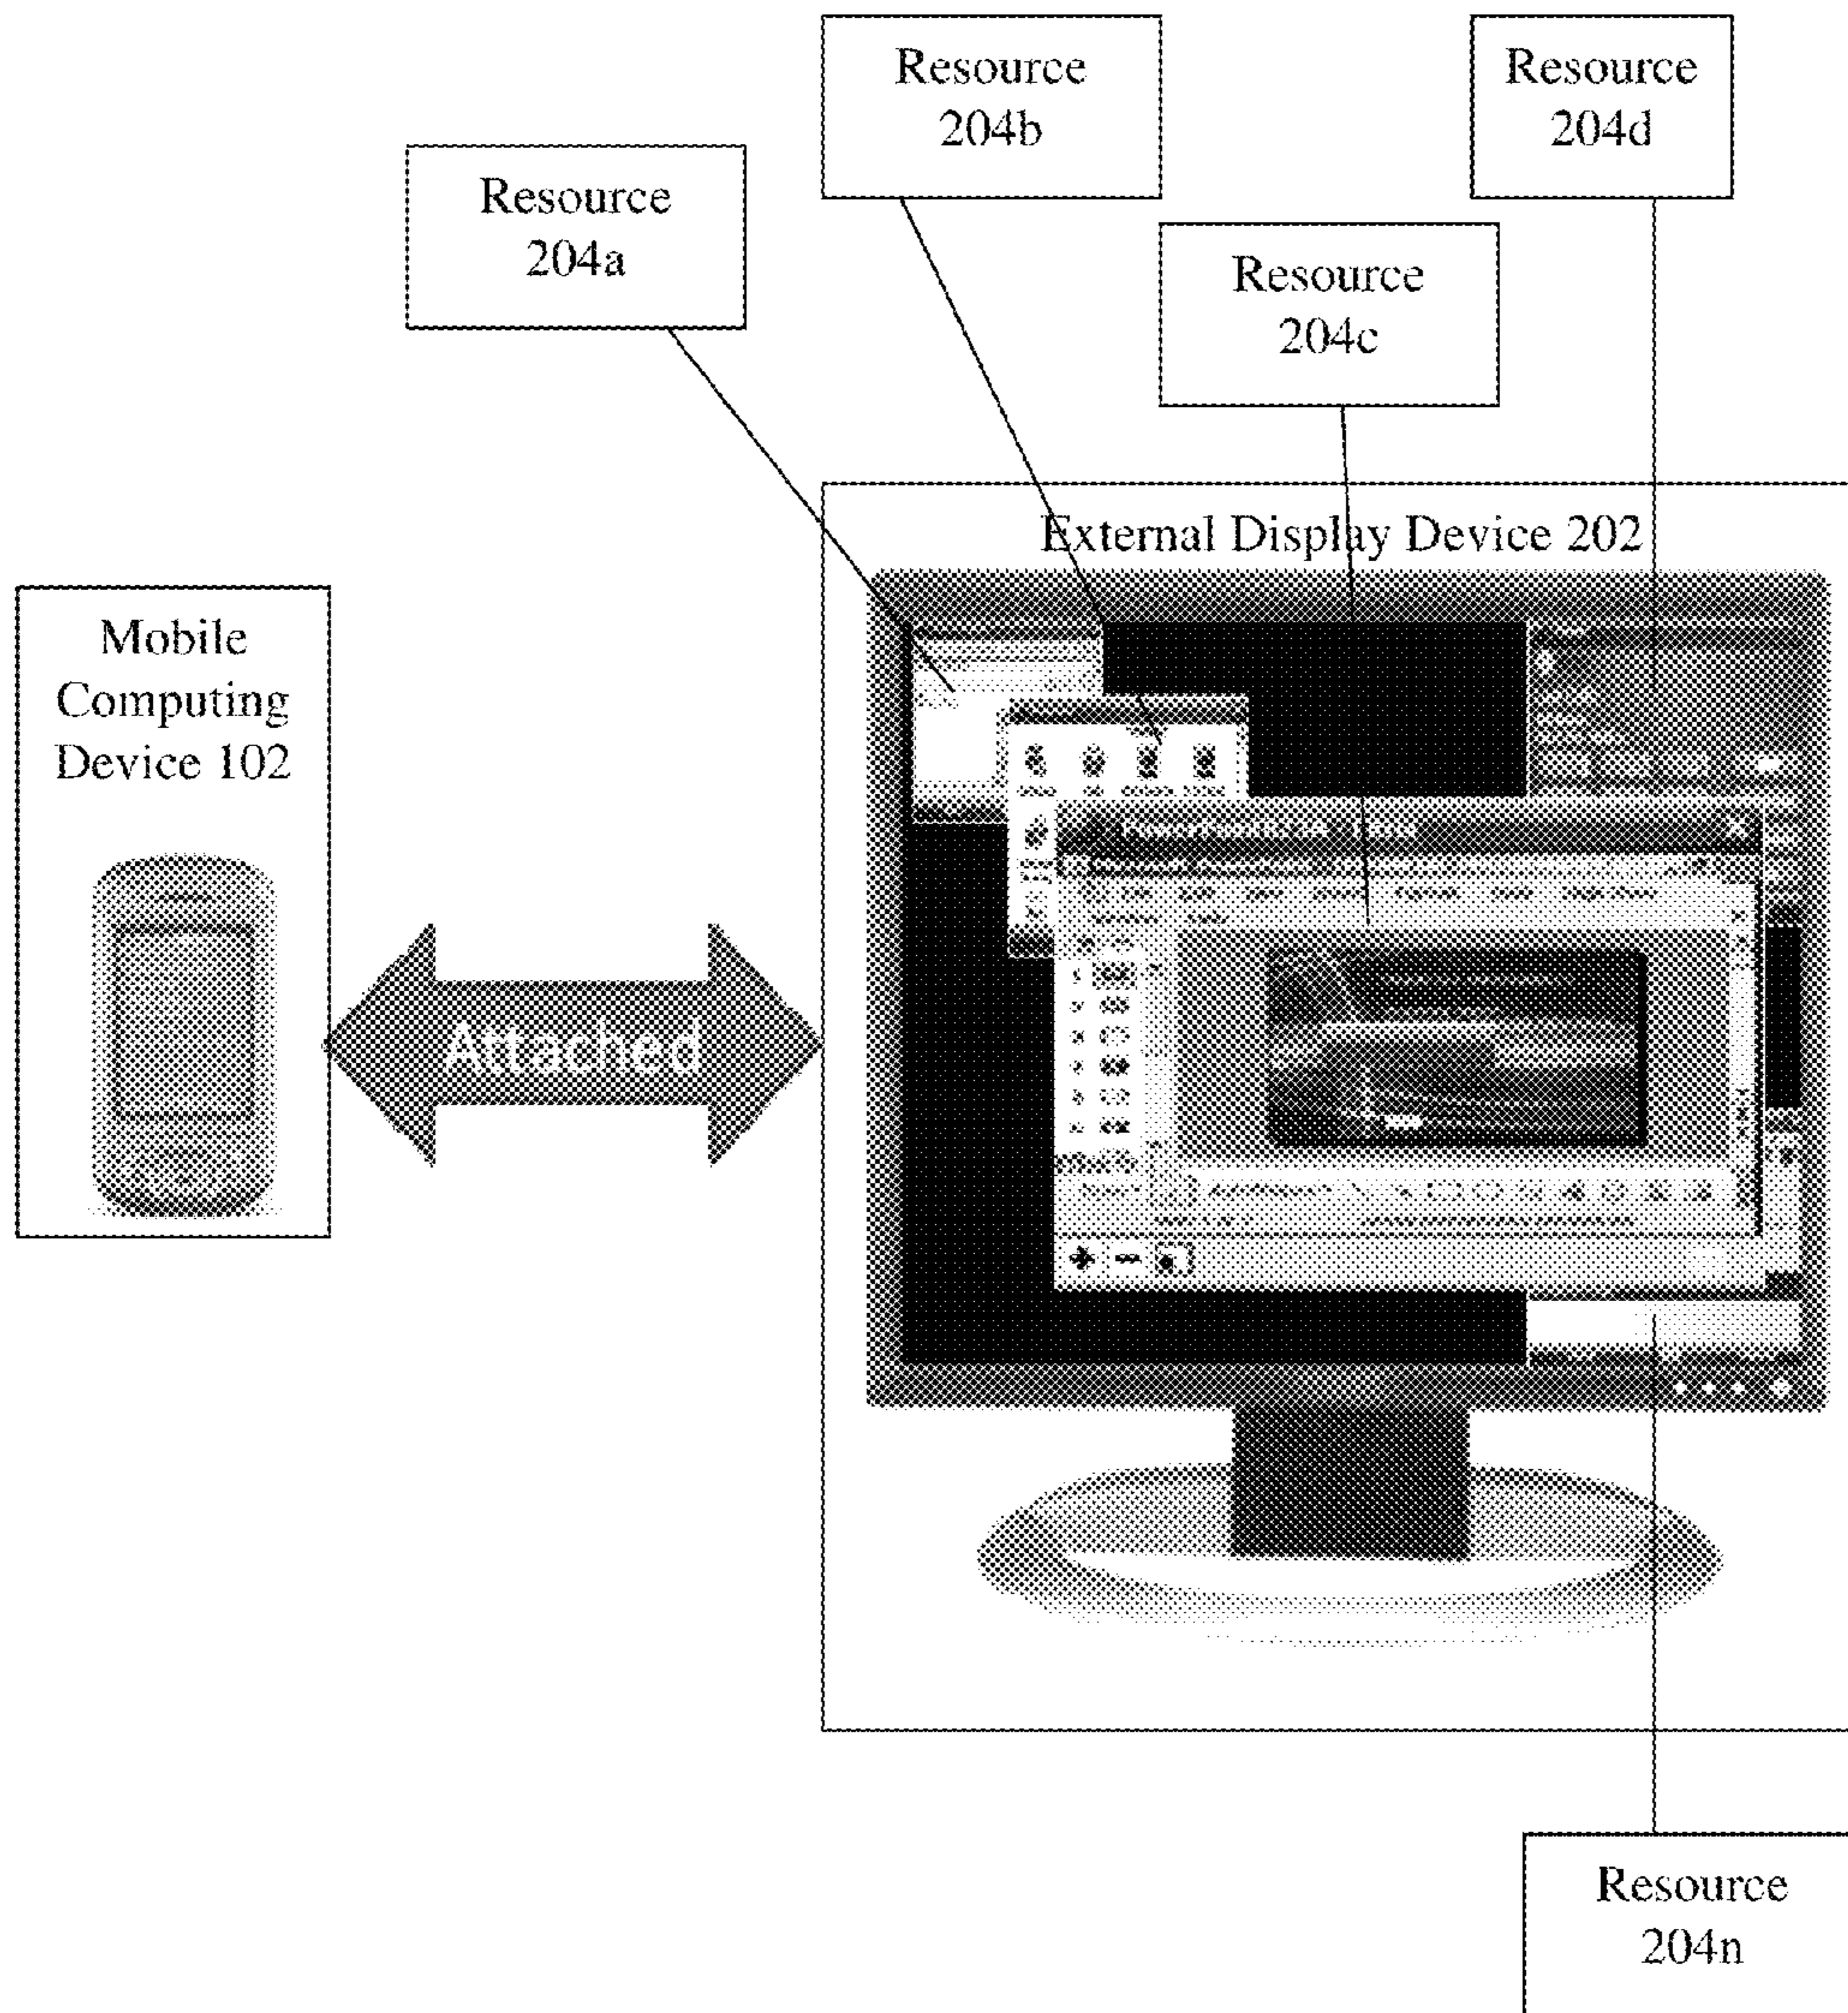 Resource
204b
Resource
204d
Resource
204a
Resource
204c
External Display Device 202
Mobile
Computing
Device 102
Attached
Resource
204n